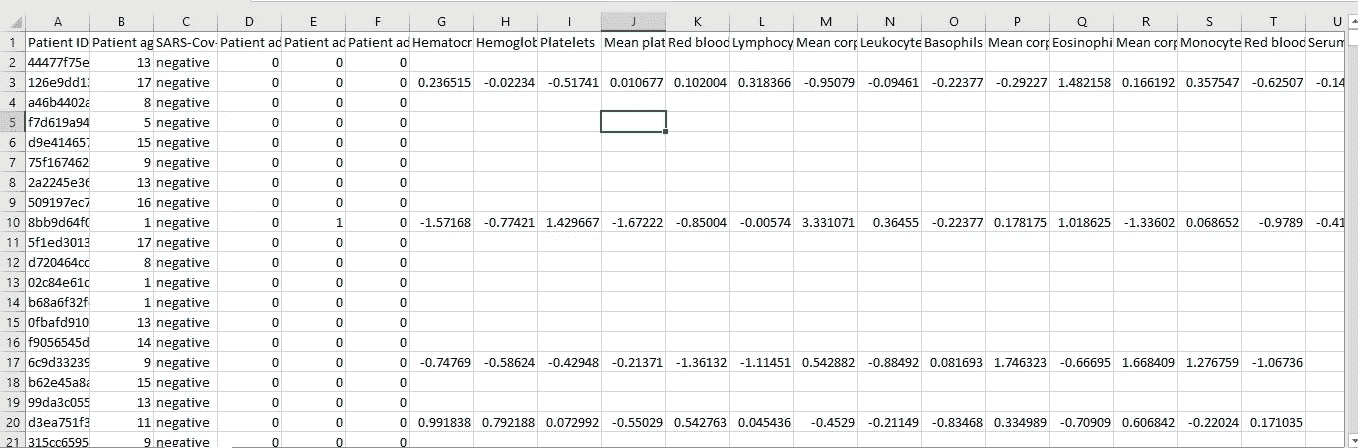 A B C D E F G H I J K L M N O P Q R S T U
1 Patient ID Patient ag SARS-Cov- Patient ad Patient ad Patient ad Hematocr Hemoglob Platelets Mean plat Red blood Lymphocy Mean corp Leukocyte Basophils Mean corp Eosinophi Mean corp Monocyte Red blood Serum
2 44477f75e 13 negative 0 0 0
3 126e9dd1 17 negative 0 0 0 0.236515 -0.02234 -0.51741 0.010677 0.102004 0.318366 -0.95079 -0.09461 -0.22377 -0.29227 1.482158 0.166192 0.357547 -0.62507 -0.14
4 a46b4402a 8 negative 0 0 0
5 f7d619a94 5 negative 0 0 0
6 d9e414657 15 negative 0 0 0
7 75f167462 9 negative 0 0 0
8 2a2245e36 13 negative 0 0 0
9 509197ec7 16 negative 0 0 0
10 8bb9d64f0 1 negative 0 1 0 -1.57168 -0.77421 1.429667 -1.67222 -0.85004 -0.00574 3.331071 0.36455 -0.22377 0.178175 1.018625 -1.33602 0.068652 -0.9789 -0.41
11 5f1ed3013 17 negative 0 0 0
12 d720464cc 8 negative 0 0 0
13 02c84e61c 1 negative 0 0 0
14 b68a6f32f 1 negative 0 0 0
15 0fbafd910 13 negative 0 0 0
16 f9056545d 14 negative 0 0 0
17 6c9d33239 9 negative 0 0 0 -0.74769 -0.58624 -0.42948 -0.21371 -1.36132 -1.11451 0.542882 -0.88492 0.081693 1.746323 -0.66695 1.668409 1.276759 -1.06736
18 b62e45a8a 15 negative 0 0 0
19 99da3c055 13 negative 0 0 0
20 d3ea751f3 11 negative 0 0 0 0.991838 0.792188 0.072992 -0.55029 0.542763 0.045436 -0.4529 -0.21149 -0.83468 0.334989 -0.70909 0.606842 -0.22024 0.171035
21 315cc6595 9 negative 0 0 0